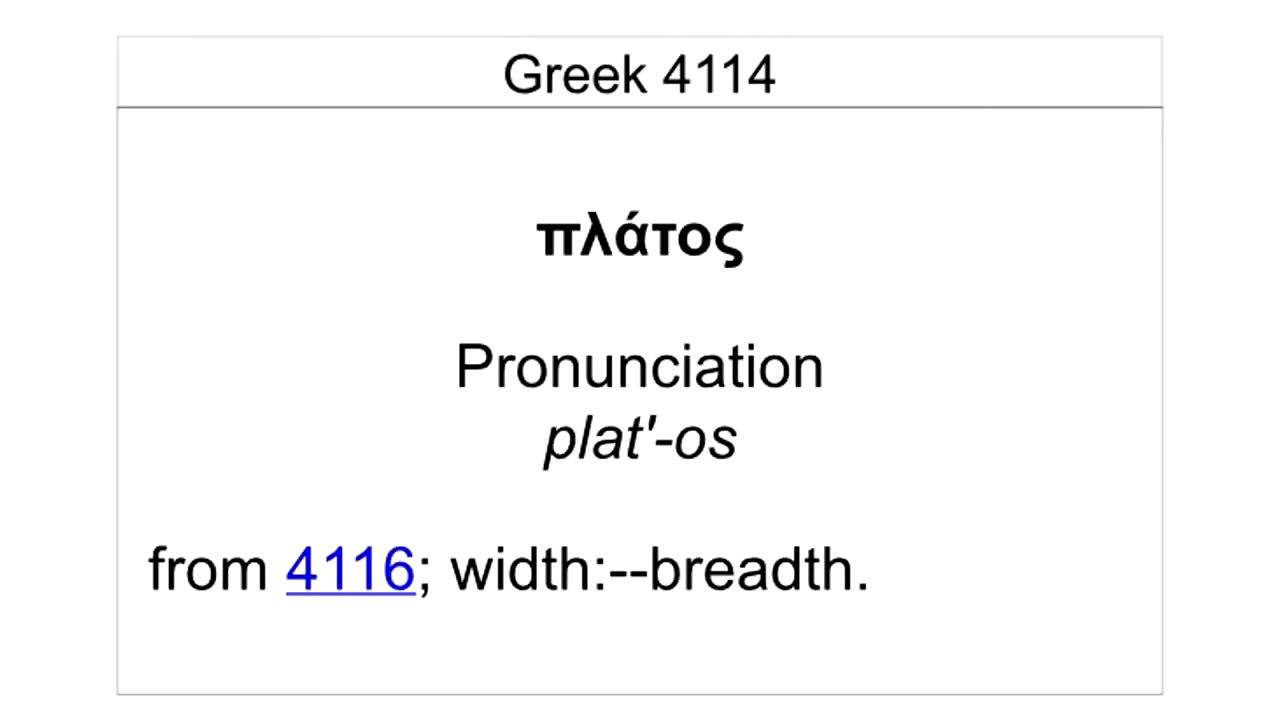 Greek 4114
πλάτος
Pronunciation
plat'-os
from 4116; width:--breadth.